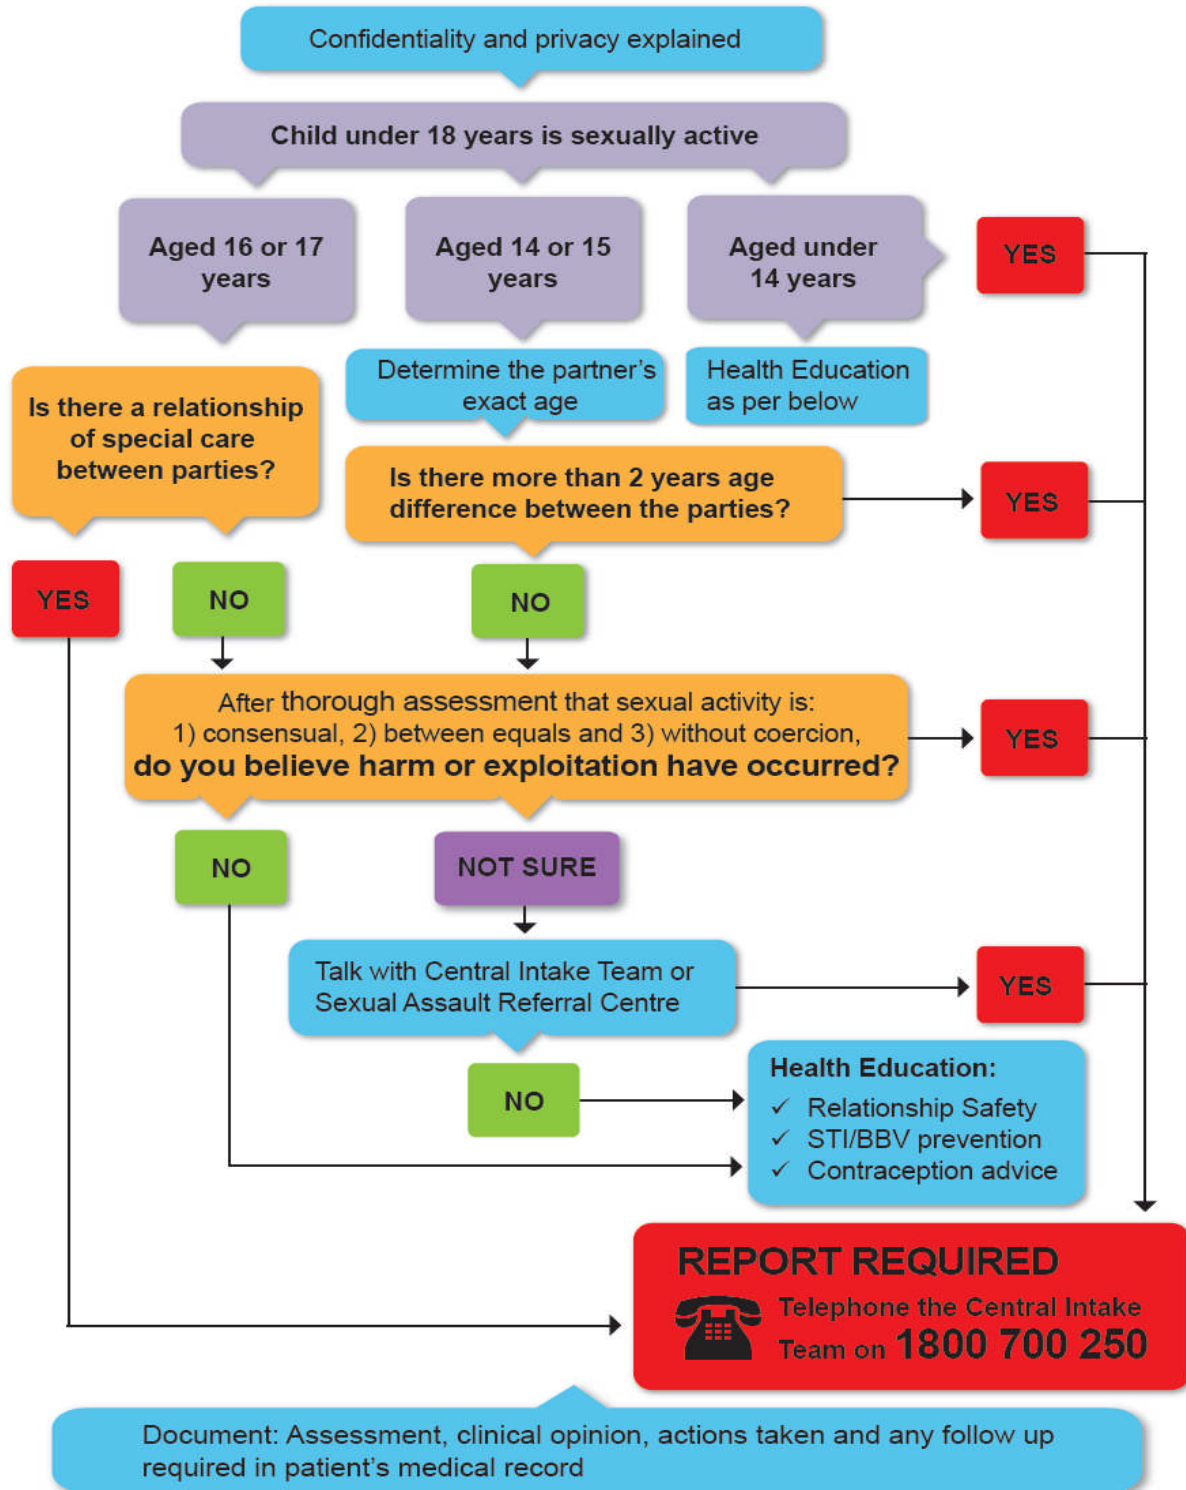 Confidentiality and privacy explained
Child under 18 years is sexually active
Aged 16 or 17
years
Aged 14 or 15
years
Aged under
14 years
YES
Is there a relationship
of special care
between parties?
Determine the partner's
exact age
Health Education
as per below
Is there more than 2 years age
difference between the parties?
YES
YES
NO
NO
After thorough assessment that sexual activity is:
1) consensual, 2) between equals and 3) without coercion,
do you believe harm or exploitation have occurred?
YES
NO
NOT SURE
Talk with Central Intake Team or
Sexual Assault Referral Centre
YES
NO
Health Education:
✓ Relationship Safety
✓ STI/BBV prevention
✓ Contraception advice
REPORT REQUIRED
Telephone the Central Intake
Team on 1800 700 250
Document: Assessment, clinical opinion, actions taken and any follow up
required in patient's medical record